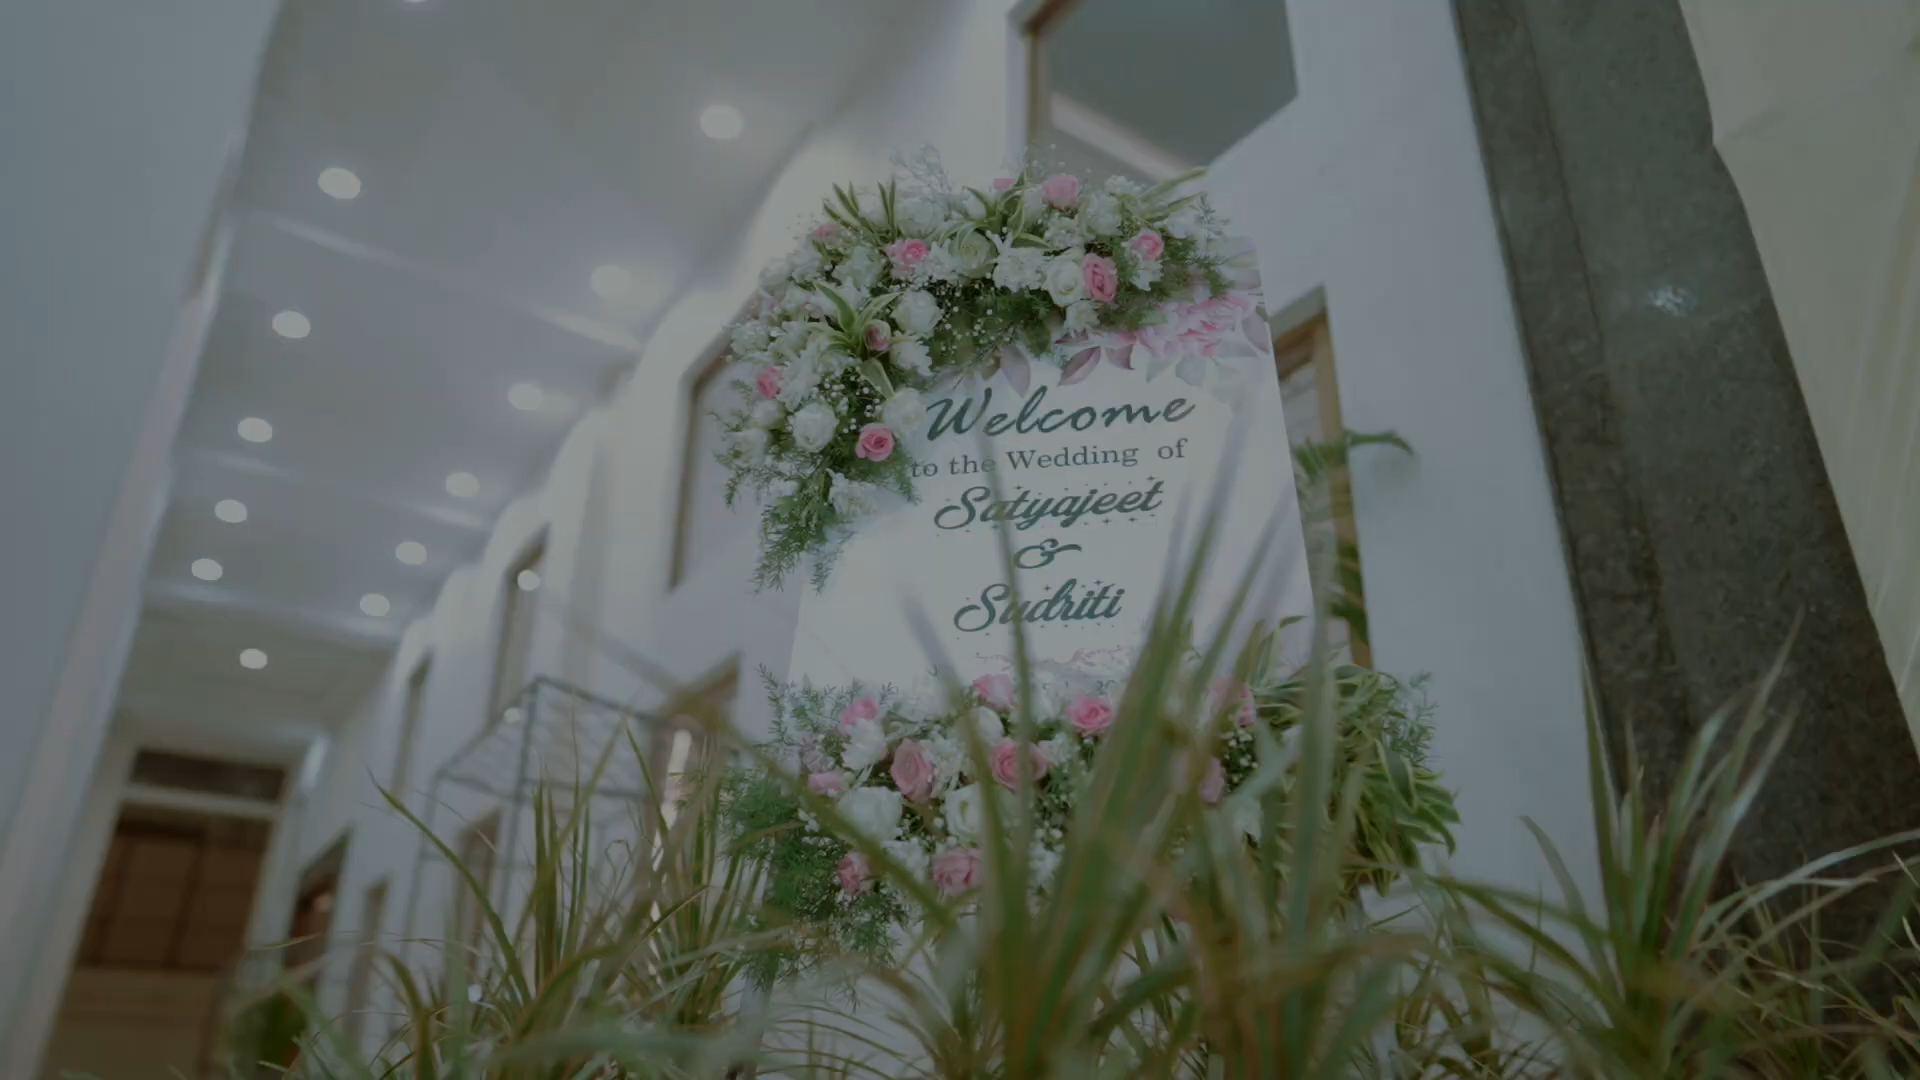 Welcome
to the Wedding of
Satyajeet
&
Sudriti